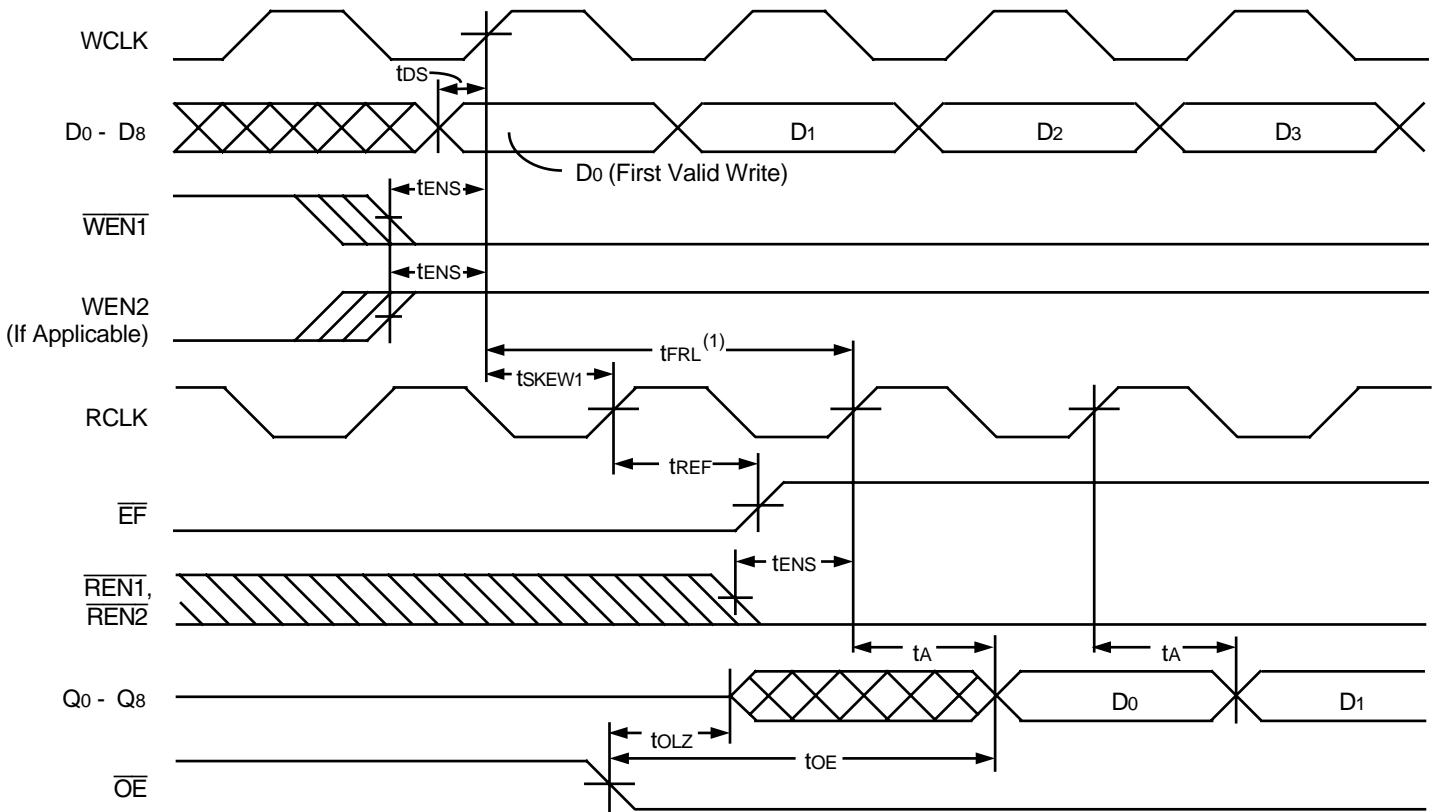 WCLK
tDS
D0 - D8
D1
D2
D3
D0 (First Valid Write)
tENS
WEN1
tENS
WEN2
(If Applicable)
tFRL(1)
tSKEW1
RCLK
tREF
EF
tENS
REN1,
REN2
tA
tA
Q0 - Q8
D0
D1
tOLZ
tOE
OE